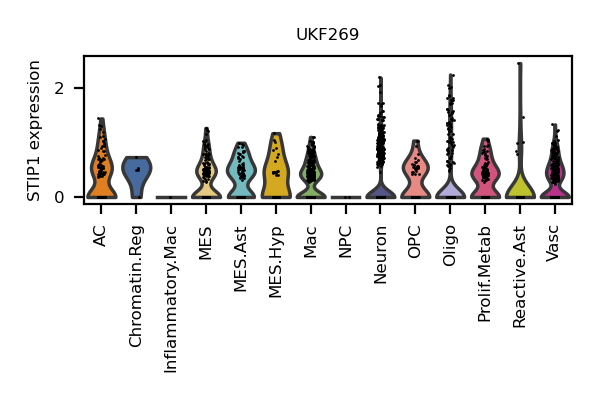 UKF269
STIP1 expression
2
0
AC
Chromatin.Reg
Inflammatory.Mac
MES
MES.Ast
MES.Hyp
Mac
NPC
Neuron
OPC
Oligo
Prolif.Metab
Reactive.Ast
Vasc